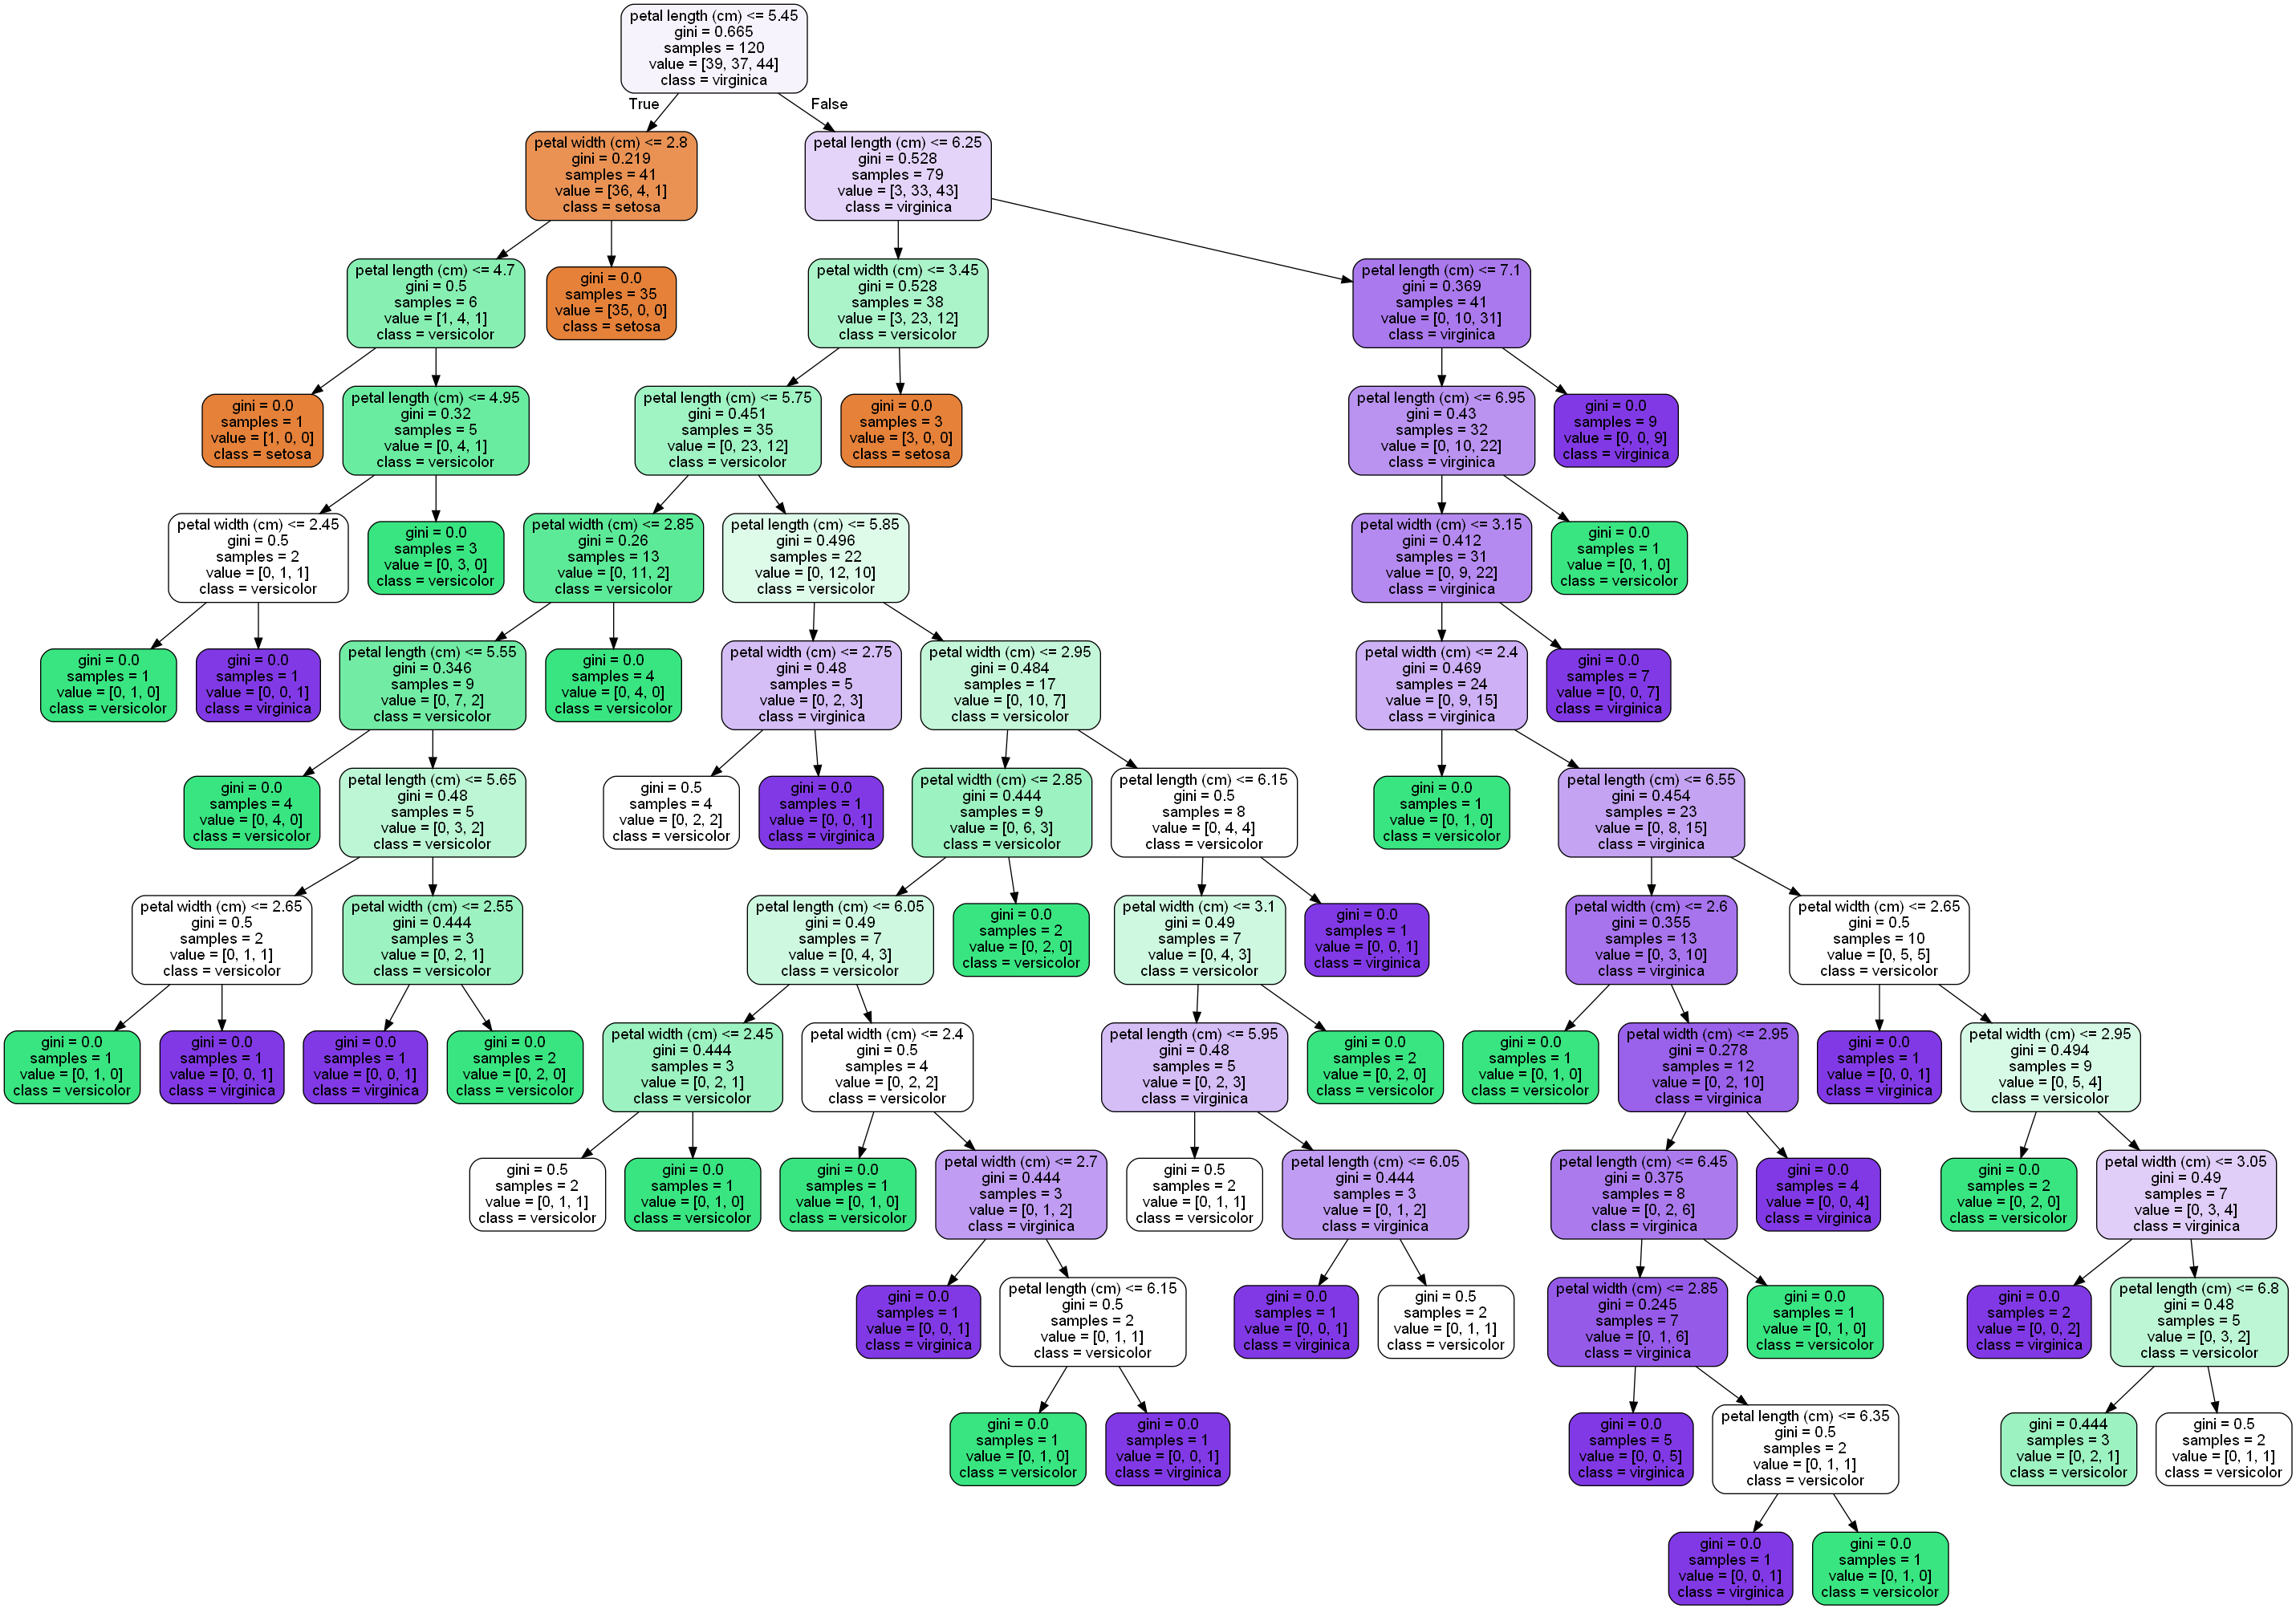 petal length (cm) <= 5.45
gini = 0.665
samples = 120
value = [39, 37, 44]
class = virginica
True
False
petal width (cm) <= 2.8
gini = 0.219
samples = 41
value = [36, 4, 1]
class = setosa
petal length (cm) <= 6.25
gini = 0.528
samples = 79
value = [3, 33, 43]
class = virginica
petal length (cm) <= 4.7
gini = 0.5
samples = 6
value = [1, 4, 1]
class = versicolor
gini = 0.0
samples = 35
value = [35, 0, 0]
class = setosa
petal width (cm) <= 3.45
gini = 0.528
samples = 38
value = [3, 23, 12]
class = versicolor
petal length (cm) <= 7.1
gini = 0.369
samples = 41
value = [0, 10, 31]
class = virginica
gini = 0.0
samples = 1
value = [1, 0, 0]
class = setosa
petal length (cm) <= 4.95
gini = 0.32
samples = 5
value = [0, 4, 1]
class = versicolor
petal length (cm) <= 5.75
gini = 0.451
samples = 35
value = [0, 23, 12]
class = versicolor
gini = 0.0
samples = 3
value = [3, 0, 0]
class = setosa
petal length (cm) <= 6.95
gini = 0.43
samples = 32
value = [0, 10, 22]
class = virginica
gini = 0.0
samples = 9
value = [0, 0, 9]
class = virginica
petal width (cm) <= 2.45
gini = 0.5
samples = 2
value = [0, 1, 1]
class = versicolor
gini = 0.0
samples = 3
value = [0, 3, 0]
class = versicolor
petal width (cm) <= 2.85
gini = 0.26
samples = 13
value = [0, 11, 2]
class = versicolor
petal length (cm) <= 5.85
gini = 0.496
samples = 22
value = [0, 12, 10]
class = versicolor
petal width (cm) <= 3.15
gini = 0.412
samples = 31
value = [0, 9, 22]
class = virginica
gini = 0.0
samples = 1
value = [0, 1, 0]
class = versicolor
gini = 0.0
samples = 1
value = [0, 1, 0]
class = versicolor
gini = 0.0
samples = 1
value = [0, 0, 1]
class = virginica
petal length (cm) <= 5.55
gini = 0.346
samples = 9
value = [0, 7, 2]
class = versicolor
gini = 0.0
samples = 4
value = [0, 4, 0]
class = versicolor
petal width (cm) <= 2.75
gini = 0.48
samples = 5
value = [0, 2, 3]
class = virginica
petal width (cm) <= 2.95
gini = 0.484
samples = 17
value = [0, 10, 7]
class = versicolor
petal width (cm) <= 2.4
gini = 0.469
samples = 24
value = [0, 9, 15]
class = virginica
gini = 0.0
samples = 7
value = [0, 0, 7]
class = virginica
gini = 0.0
samples = 4
value = [0, 4, 0]
class = versicolor
petal length (cm) <= 5.65
gini = 0.48
samples = 5
value = [0, 3, 2]
class = versicolor
gini = 0.5
samples = 4
value = [0, 2, 2]
class = versicolor
gini = 0.0
samples = 1
value = [0, 0, 1]
class = virginica
petal width (cm) <= 2.85
gini = 0.444
samples = 9
value = [0, 6, 3]
class = versicolor
petal length (cm) <= 6.15
gini = 0.5
samples = 8
value = [0, 4, 4]
class = versicolor
gini = 0.0
samples = 1
value = [0, 1, 0]
class = versicolor
petal length (cm) <= 6.55
gini = 0.454
samples = 23
value = [0, 8, 15]
class = virginica
petal width (cm) <= 2.65
gini = 0.5
samples = 2
value = [0, 1, 1]
class = versicolor
petal width (cm) <= 2.55
gini = 0.444
samples = 3
value = [0, 2, 1]
class = versicolor
petal length (cm) <= 6.05
gini = 0.49
samples = 7
value = [0, 4, 3]
class = versicolor
gini = 0.0
samples = 2
value = [0, 2, 0]
class = versicolor
petal width (cm) <= 3.1
gini = 0.49
samples = 7
value = [0, 4, 3]
class = versicolor
gini = 0.0
samples = 1
value = [0, 0, 1]
class = virginica
petal width (cm) <= 2.6
gini = 0.355
samples = 13
value = [0, 3, 10]
class = virginica
petal width (cm) <= 2.65
gini = 0.5
samples = 10
value = [0, 5, 5]
class = versicolor
gini = 0.0
samples = 1
value = [0, 1, 0]
class = versicolor
gini = 0.0
samples = 1
value = [0, 0, 1]
class = virginica
gini = 0.0
samples = 1
value = [0, 0, 1]
class = virginica
gini = 0.0
samples = 2
value = [0, 2, 0]
class = versicolor
petal width (cm) <= 2.45
gini = 0.444
samples = 3
value = [0, 2, 1]
class = versicolor
petal width (cm) <= 2.4
gini = 0.5
samples = 4
value = [0, 2, 2]
class = versicolor
petal length (cm) <= 5.95
gini = 0.48
samples = 5
value = [0, 2, 3]
class = virginica
gini = 0.0
samples = 2
value = [0, 2, 0]
class = versicolor
gini = 0.0
samples = 1
value = [0, 1, 0]
class = versicolor
petal width (cm) <= 2.95
gini = 0.278
samples = 12
value = [0, 2, 10]
class = virginica
gini = 0.0
samples = 1
value = [0, 0, 1]
class = virginica
petal width (cm) <= 2.95
gini = 0.494
samples = 9
value = [0, 5, 4]
class = versicolor
gini = 0.5
samples = 2
value = [0, 1, 1]
class = versicolor
gini = 0.0
samples = 1
value = [0, 1, 0]
class = versicolor
gini = 0.0
samples = 1
value = [0, 1, 0]
class = versicolor
petal width (cm) <= 2.7
gini = 0.444
samples = 3
value = [0, 1, 2]
class = virginica
gini = 0.5
samples = 2
value = [0, 1, 1]
class = versicolor
petal length (cm) <= 6.05
gini = 0.444
samples = 3
value = [0, 1, 2]
class = virginica
petal length (cm) <= 6.45
gini = 0.375
samples = 8
value = [0, 2, 6]
class = virginica
gini = 0.0
samples = 4
value = [0, 0, 4]
class = virginica
gini = 0.0
samples = 2
value = [0, 2, 0]
class = versicolor
petal width (cm) <= 3.05
gini = 0.49
samples = 7
value = [0, 3, 4]
class = virginica
gini = 0.0
samples = 1
value = [0, 0, 1]
class = virginica
petal length (cm) <= 6.15
gini = 0.5
samples = 2
value = [0, 1, 1]
class = versicolor
gini = 0.0
samples = 1
value = [0, 0, 1]
class = virginica
gini = 0.5
samples = 2
value = [0, 1, 1]
class = versicolor
petal width (cm) <= 2.85
gini = 0.245
samples = 7
value = [0, 1, 6]
class = virginica
gini = 0.0
samples = 1
value = [0, 1, 0]
class = versicolor
gini = 0.0
samples = 2
value = [0, 0, 2]
class = virginica
petal length (cm) <= 6.8
gini = 0.48
samples = 5
value = [0, 3, 2]
class = versicolor
gini = 0.0
samples = 1
value = [0, 1, 0]
class = versicolor
gini = 0.0
samples = 1
value = [0, 0, 1]
class = virginica
gini = 0.0
samples = 5
value = [0, 0, 5]
class = virginica
petal length (cm) <= 6.35
gini = 0.5
samples = 2
value = [0, 1, 1]
class = versicolor
gini = 0.444
samples = 3
value = [0, 2, 1]
class = versicolor
gini = 0.5
samples = 2
value = [0, 1, 1]
class = versicolor
gini = 0.0
samples = 1
value = [0, 0, 1]
class = virginica
gini = 0.0
samples = 1
value = [0, 1, 0]
class = versicolor